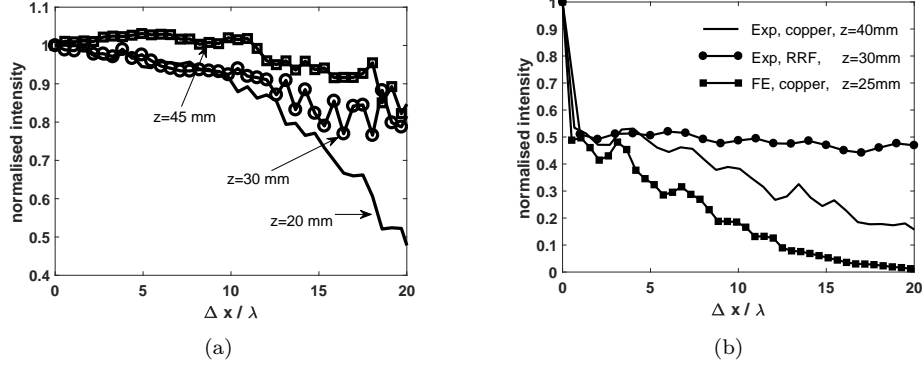 1.1
1
0.9
0.8
0.7
0.6
0.5
0.4
normalised intensity
z=45 mm
z=30 mm
z=20 mm
0 5 10 15 20
Δ x / λ
(a)
1
0.9
0.8
0.7
0.6
0.5
0.4
0.3
0.2
0.1
0
normalised intensity
Exp, copper, z=40mm
Exp, RRF, z=30mm
FE, copper, z=25mm
0 5 10 15 20
Δ x / λ
(b)